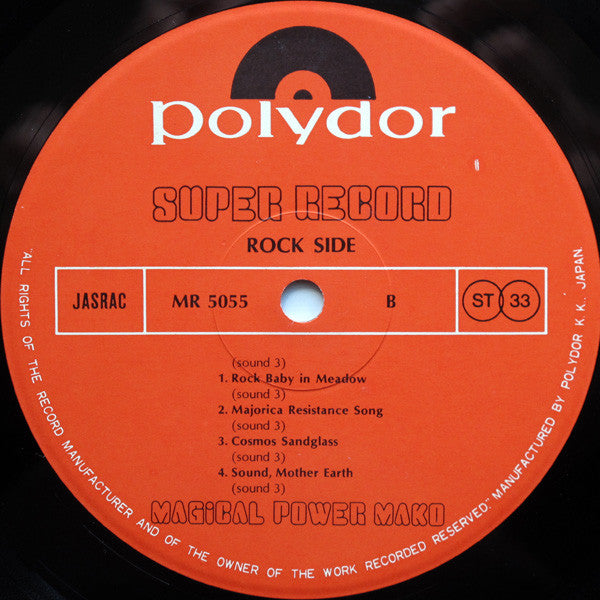 polydor
SUPER RECORD
ROCK SIDE
JASRAC MR 5055 B ST 33
(sound 3)
1. Rock Baby in Meadow
(sound 3)
2. Majorica Resistance Song
(sound 3)
3. Cosmos Sandglass
(sound 3)
4. Sound, Mother Earth
(sound 3)
MAGICAL POWER MAKO
"ALL RIGHTS OF THE RECORD MANUFACTURER AND OF THE OWNER OF THE WORK RECORDED RESERVED." MANUFACTURED BY POLYDOR K.K., JAPAN